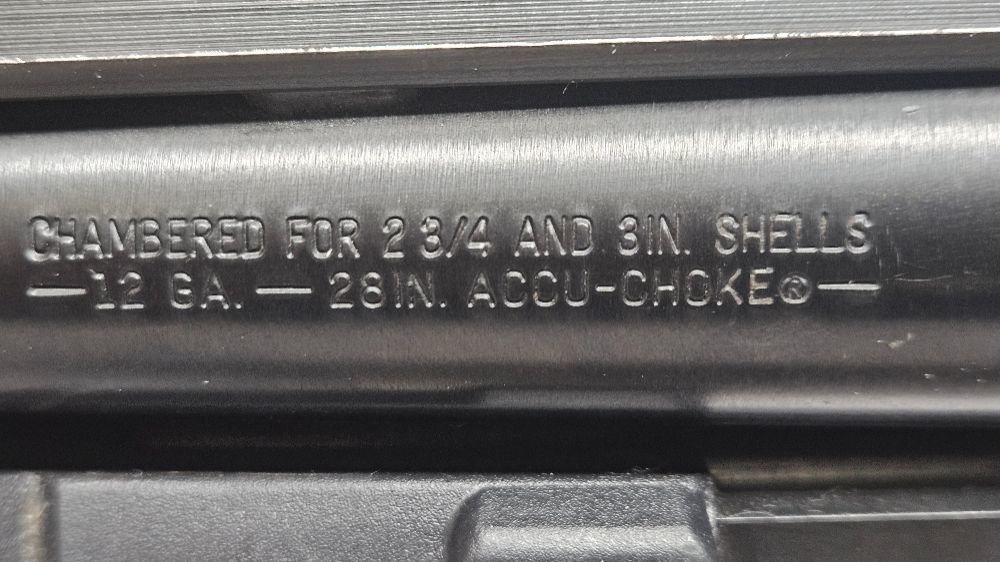 CHAMBERED FOR 2 3/4 AND 3IN. SHELLS
—12 GA. — 28IN. ACCU-CHOKE®—